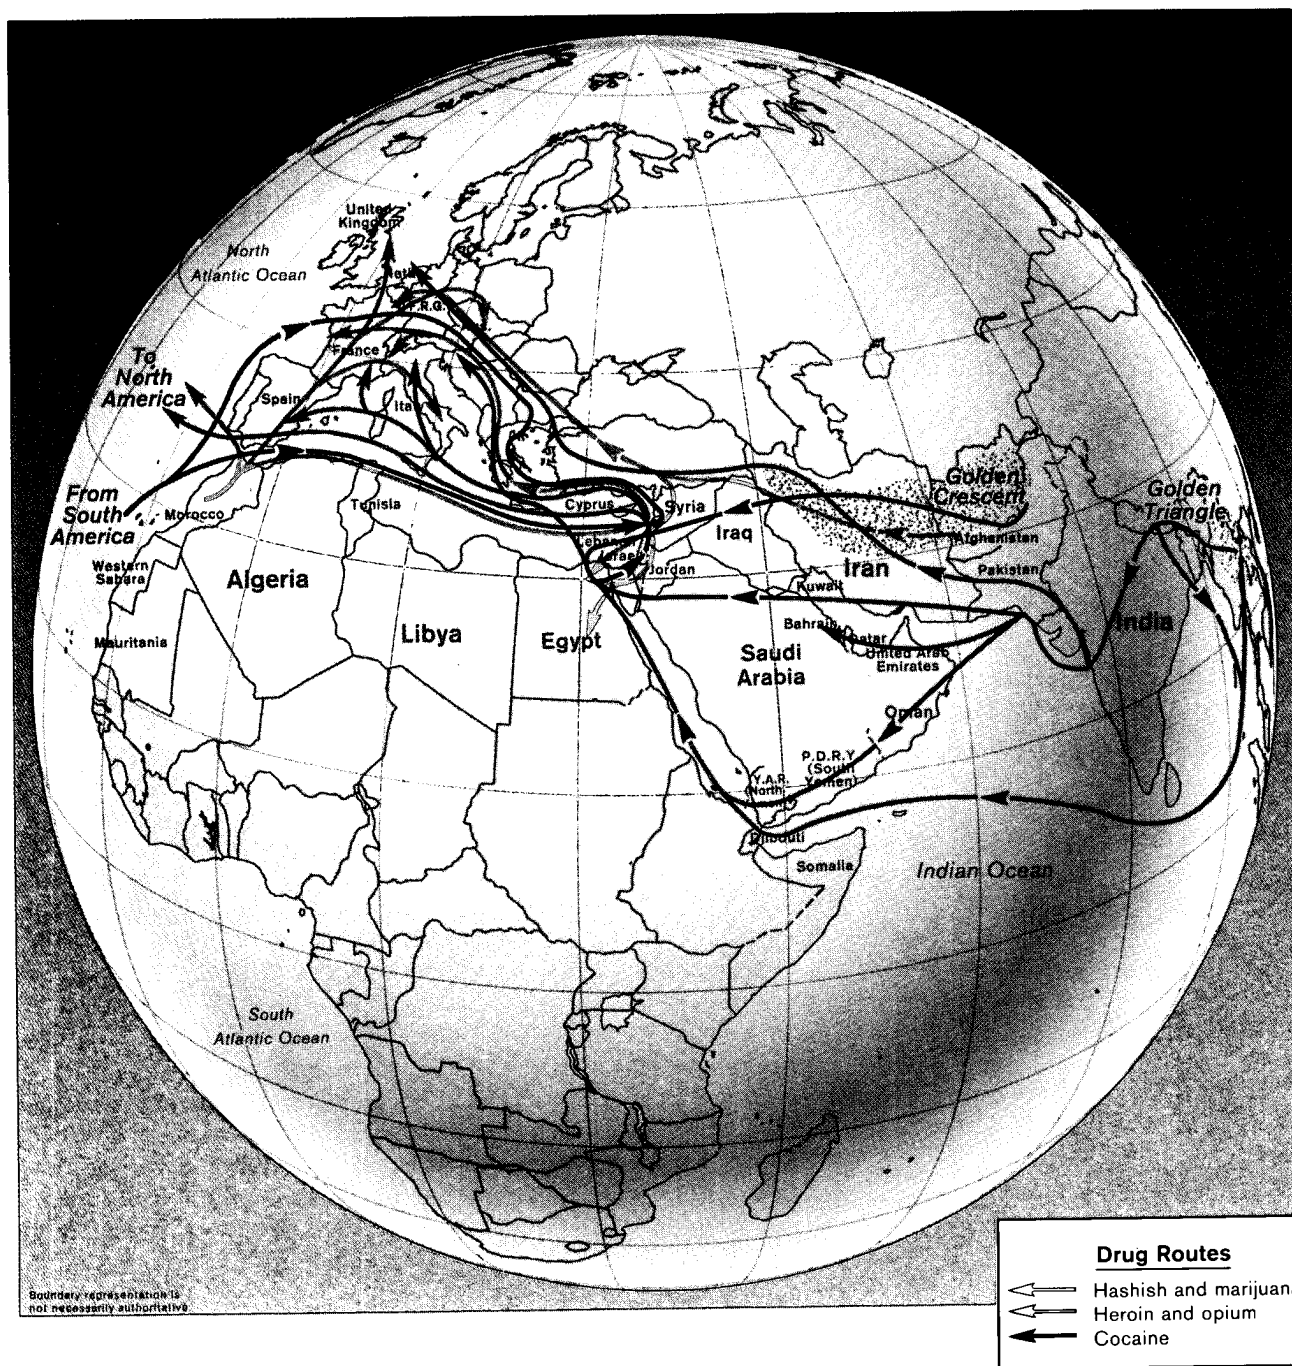 United
Kingdom
North
Atlantic Ocean
F.R.G.
France
To
North
America
Spain
From
South
America
Morocco
Tunisia
Cyprus
Syria
Iraq
Israel
Jordan
Golden
Crescent
Golden
Triangle
Afghanistan
Iran
Pakistan
Kuwait
India
Western
Sahara
Algeria
Mauritania
Libya
Egypt
Bahrain
Qatar
United Arab
Emirates
Saudi
Arabia
Oman
P.D.R.Y
(South
Yemen)
Y.A.R.
(North
Djibouti
Somalia
Indian Ocean
South
Atlantic Ocean
Boundary representation is
not necessarily authoritative
Drug Routes
Hashish and marijuana
Heroin and opium
Cocaine